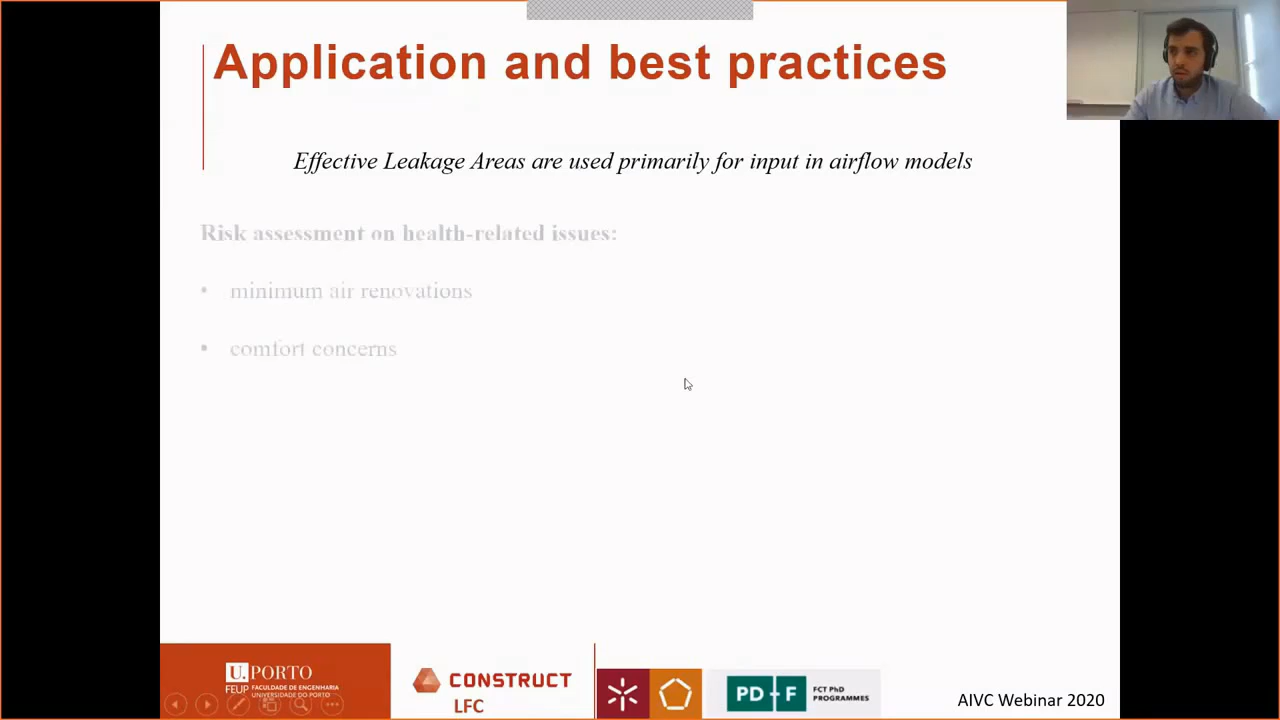 Application and best practices
Effective Leakage Areas are used primarily for input in airflow models
Risk assessment on health-related issues:
• minimum air renovations
• comfort concerns
U. PORTO
FEUP FACULDADE DE ENGENHARIA
UNIVERSIDADE DO PORTO
CONSTRUCT
LFC
PD+F
FCT PhD
PROGRAMMES
AIVC Webinar 2020